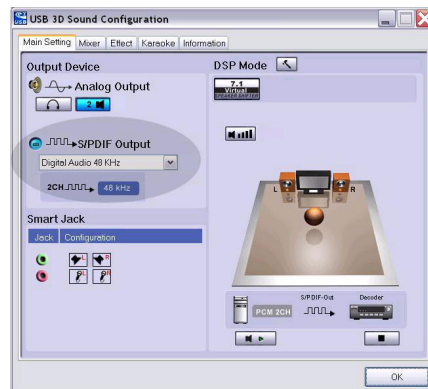 USB 3D Sound Configuration
Main Setting Mixer Effect Karaoke Information
Output Device
Analog Output
2
S/PDIF Output
Digital Audio 48 KHz
2CH 48 kHz
Smart Jack
Jack Configuration
L R
L R
DSP Mode
7.1
Virtual
SPEAKER SHIFTER
L R
PCM 2CH
S/PDIF-Out
Decoder
OK